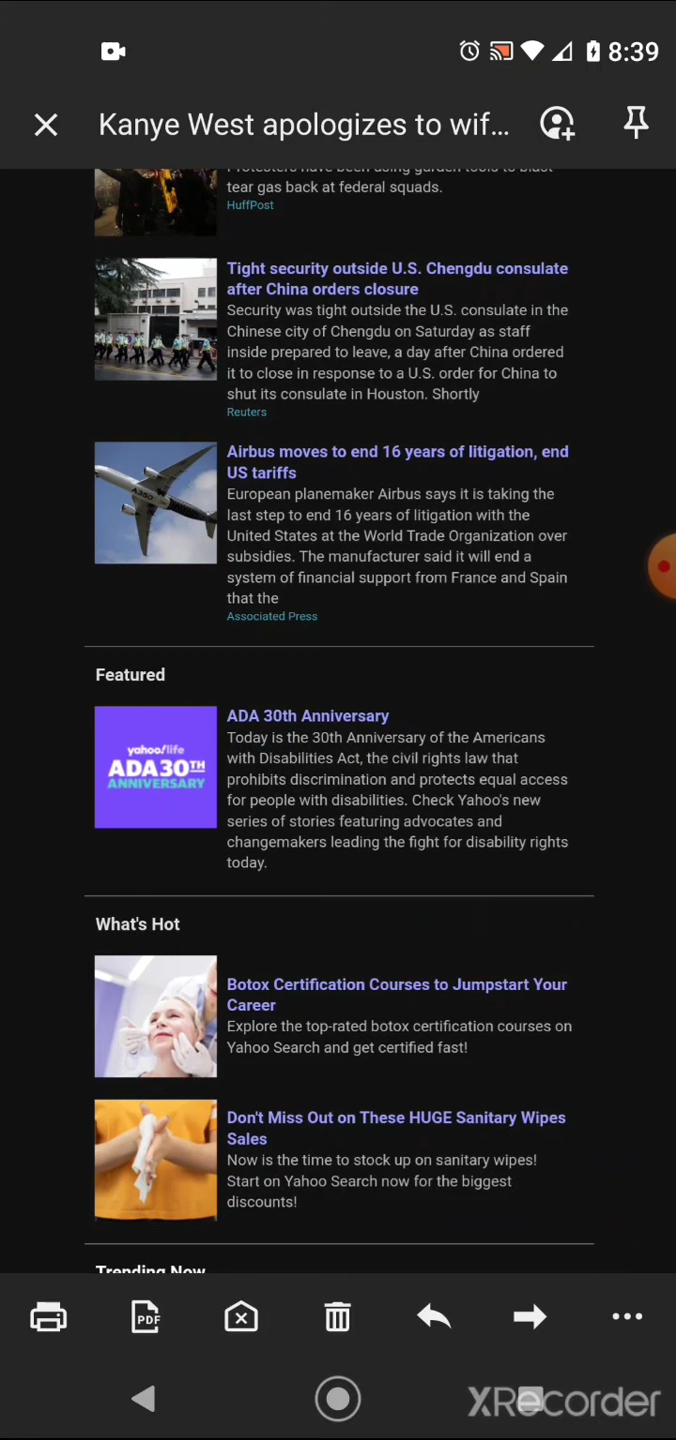 8:39
Kanye West apologizes to wif...
Protesters have been using garden tools to blast
tear gas back at federal squads.
HuffPost
Tight security outside U.S. Chengdu consulate
after China orders closure
Security was tight outside the U.S. consulate in the
Chinese city of Chengdu on Saturday as staff
inside prepared to leave, a day after China ordered
it to close in response to a U.S. order for China to
shut its consulate in Houston. Shortly
Reuters
Airbus moves to end 16 years of litigation, end
US tariffs
European planemaker Airbus says it is taking the
last step to end 16 years of litigation with the
United States at the World Trade Organization over
subsidies. The manufacturer said it will end a
system of financial support from France and Spain
that the
Associated Press
A350
Featured
yahoo!life
ADA30TH
ANNIVERSARY
ADA 30th Anniversary
Today is the 30th Anniversary of the Americans
with Disabilities Act, the civil rights law that
prohibits discrimination and protects equal access
for people with disabilities. Check Yahoo's new
series of stories featuring advocates and
changemakers leading the fight for disability rights
today.
What's Hot
Botox Certification Courses to Jumpstart Your
Career
Explore the top-rated botox certification courses on
Yahoo Search and get certified fast!
Don't Miss Out on These HUGE Sanitary Wipes
Sales
Now is the time to stock up on sanitary wipes!
Start on Yahoo Search now for the biggest
discounts!
Trending Now
PDF
XRecorder